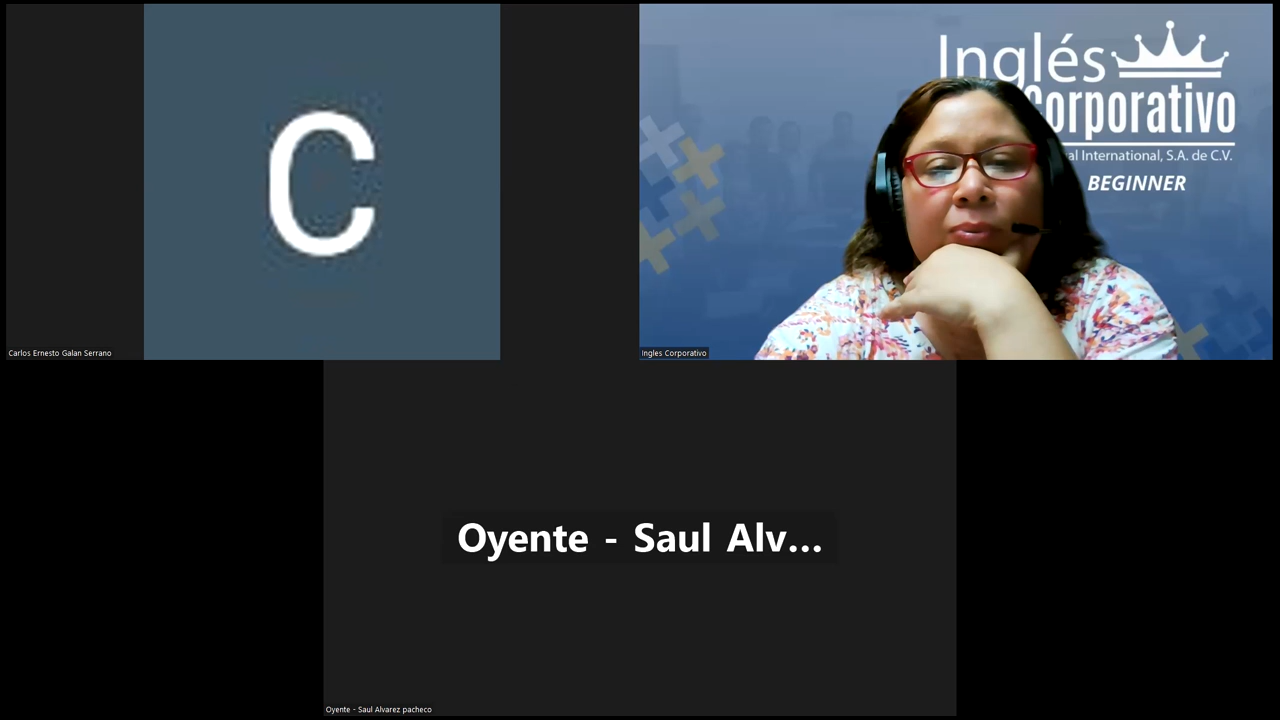 C
Carlos Ernesto Galan Serrano
Inglés
Corporativo
al International, S.A. de C.V.
BEGINNER
Ingles Corporativo
Oyente - Saul Alv...
Oyente - Saul Alvarez pacheco